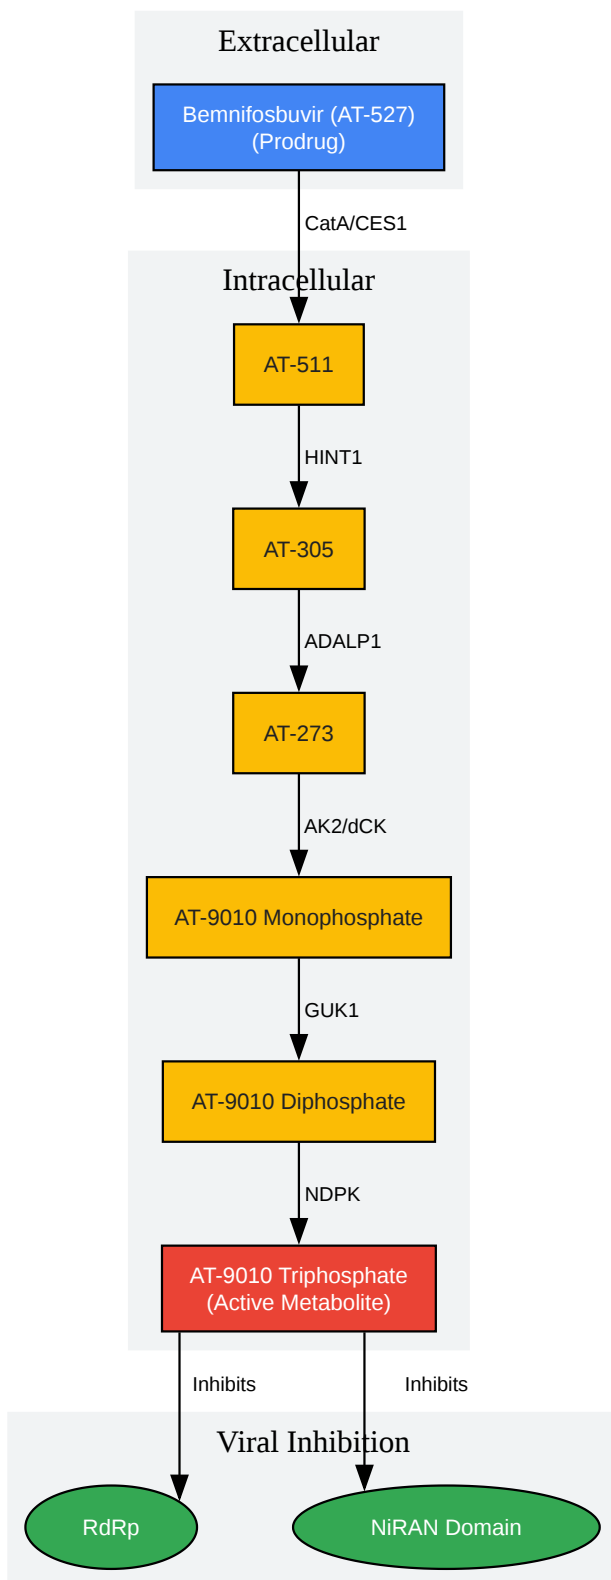 Extracellular
Bemnifosbuvir (AT-527)
(Prodrug)
CatA/CES1
Intracellular
AT-511
HINT1
AT-305
ADALP1
AT-273
AK2/dCK
AT-9010 Monophosphate
GUK1
AT-9010 Diphosphate
NDPK
AT-9010 Triphosphate
(Active Metabolite)
Inhibits
Inhibits
Viral Inhibition
RdRp
NiRAN Domain